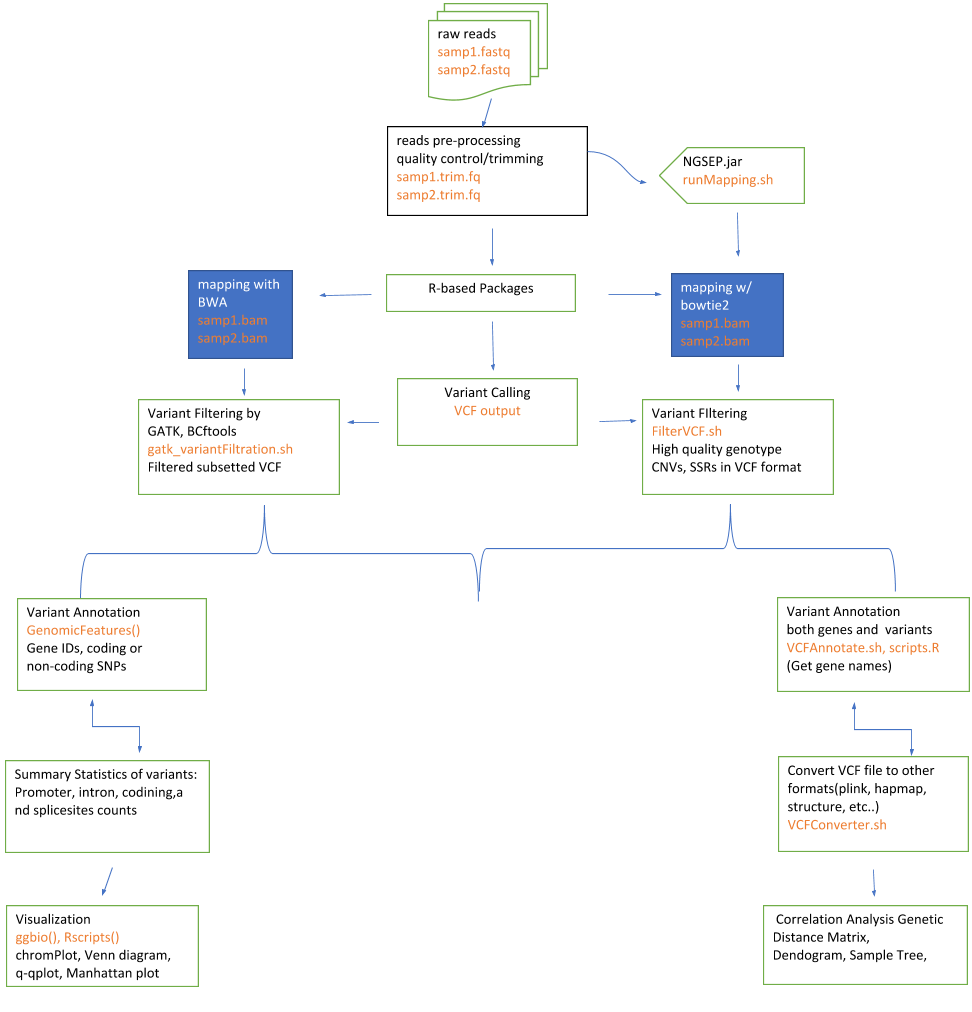 raw reads
samp1.fastq
samp2.fastq
reads pre-processing
quality control/trimming
samp1.trim.fq
samp2.trim.fq
NGSEP.jar
runMapping.sh
mapping with
BWA
samp1.bam
samp2.bam
R-based Packages
mapping w/
bowtie2
samp1.bam
samp2.bam
Variant Calling
VCF output
Variant Filtering by
GATK, BCftools
gatk_variantFiltration.sh
Filtered subsetted VCF
Variant FIltering
FilterVCF.sh
High quality genotype
CNVs, SSRs in VCF format
Variant Annotation
GenomicFeatures()
Gene IDs, coding or
non-coding SNPs
Variant Annotation
both genes and variants
VCFAnnotate.sh, scripts.R
(Get gene names)
Summary Statistics of variants:
Promoter, intron, codining,a
nd splicesites counts
Convert VCF file to other
formats(plink, hapmap,
structure, etc..)
VCFConverter.sh
Visualization
ggbio(), Rscripts()
chromPlot, Venn diagram,
q-qplot, Manhattan plot
Correlation Analysis Genetic
Distance Matrix,
Dendogram, Sample Tree,